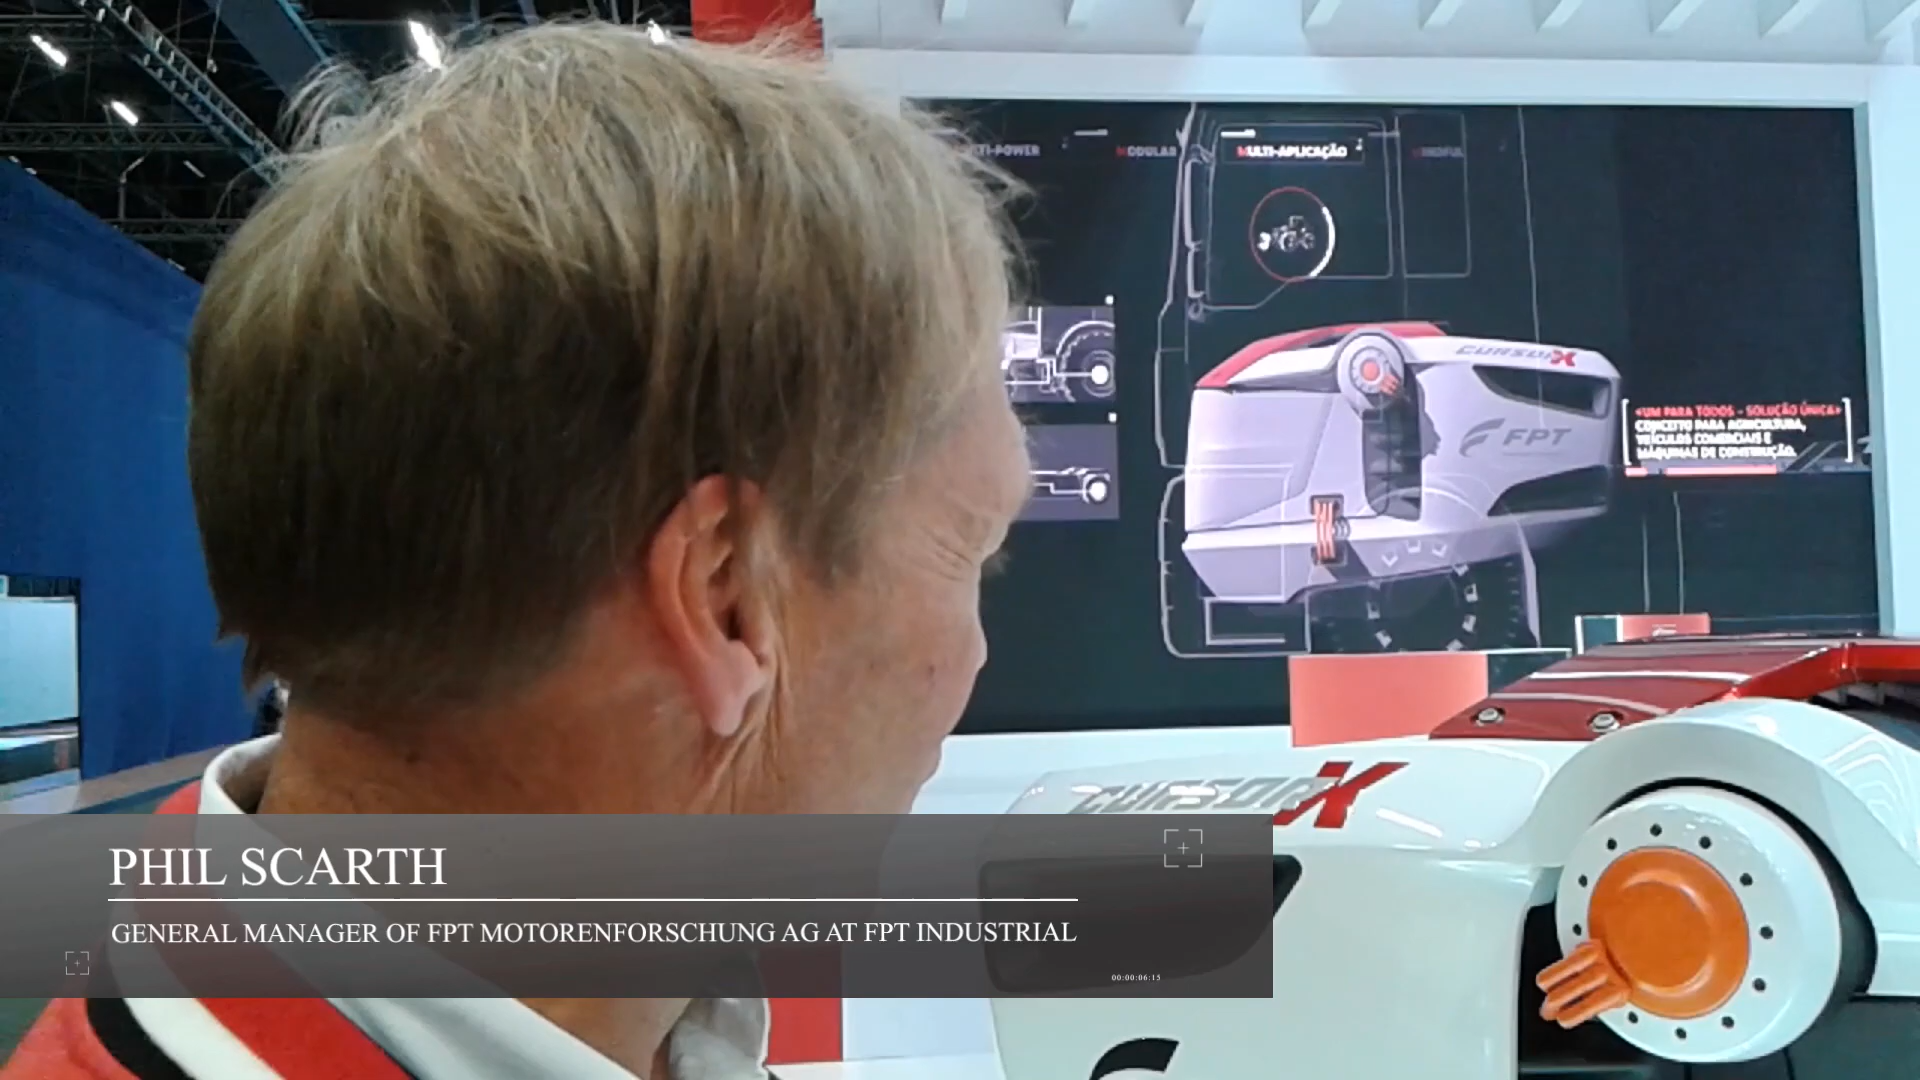 MODULAR
MULTI-APLICAÇÃO
CURSOR X
FPT
«UM PARA TODOS - SOLUÇÃO ÚNICA»
CONCEITO PARA AGRICULTURA,
VEÍCULOS COMERCIAIS E
MÁQUINAS DE CONSTRUÇÃO.
CURSOR X
PHIL SCARTH
GENERAL MANAGER OF FPT MOTORENFORSCHUNG AG AT FPT INDUSTRIAL
00:00:06:15